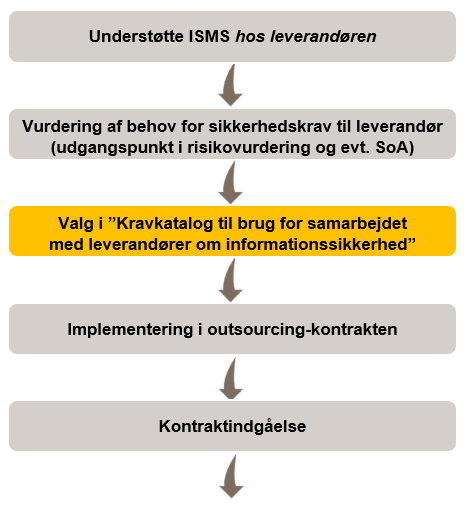 Understøtte ISMS hos leverandøren
Vurdering af behov for sikkerhedskrav til leverandør
(udgangspunkt i risikovurdering og evt. SoA)
Valg i ”Kravkatalog til brug for samarbejdet
med leverandører om informationssikkerhed”
Implementering i outsourcing-kontrakten
Kontraktindgåelse